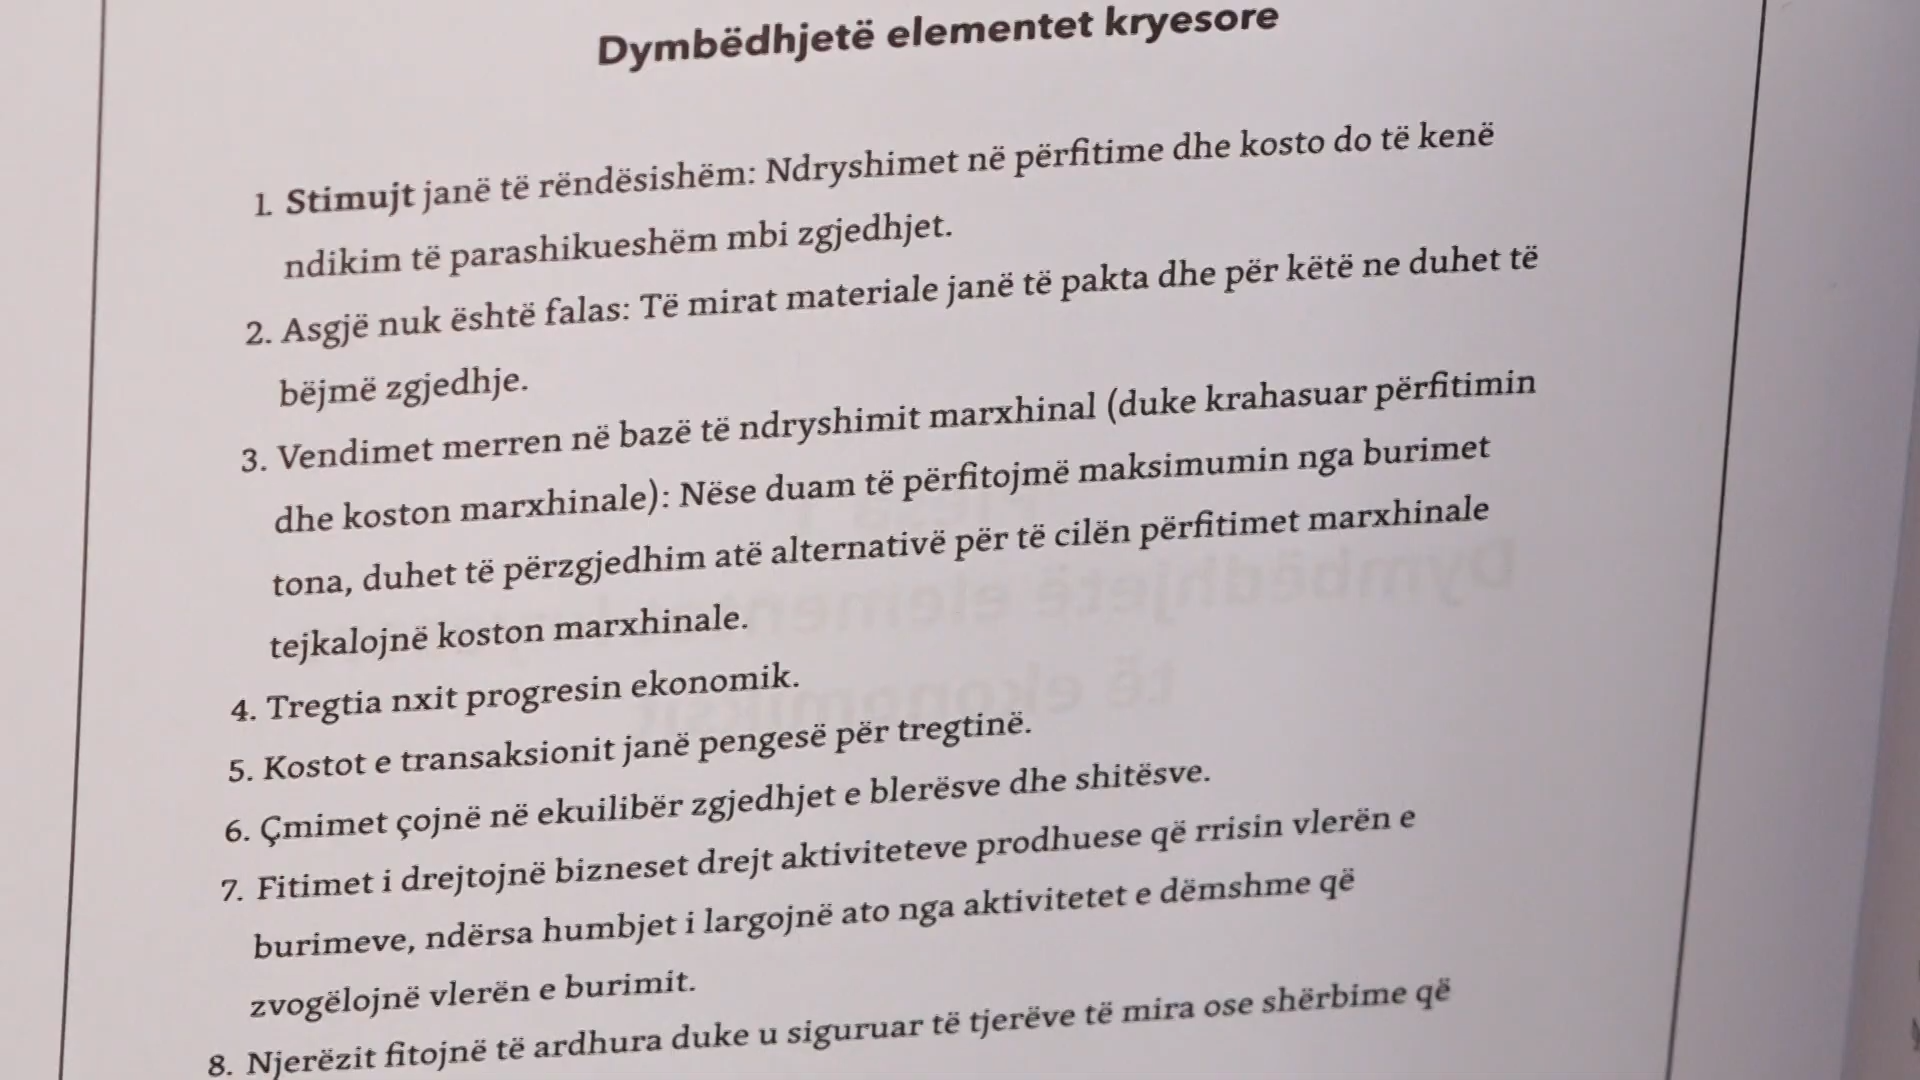 Dymbëdhjetë elementet kryesore
1. Stimujt janë të rëndësishëm: Ndryshimet në përfitime dhe kosto do të kenë
ndikim të parashikueshëm mbi zgjedhjet.
2. Asgjë nuk është falas: Të mirat materiale janë të pakta dhe për këtë ne duhet të
bëjmë zgjedhje.
3. Vendimet merren në bazë të ndryshimit marxhinal (duke krahasuar përfitimin
dhe koston marxhinale): Nëse duam të përfitojmë maksimumin nga burimet
tona, duhet të përzgjedhim atë alternativë për të cilën përfitimet marxhinale
tejkalojnë koston marxhinale.
4. Tregtia nxit progresin ekonomik.
5. Kostot e transaksionit janë pengesë për tregtinë.
6. Çmimet çojnë në ekuilibër zgjedhjet e blerësve dhe shitësve.
7. Fitimet i drejtojnë bizneset drejt aktiviteteve prodhuese që rrisin vlerën e
burimeve, ndërsa humbjet i largojnë ato nga aktivitetet e dëmshme që
zvogëlojnë vlerën e burimit.
8. Njerëzit fitojnë të ardhura duke u siguruar të tjerëve të mira ose shërbime që